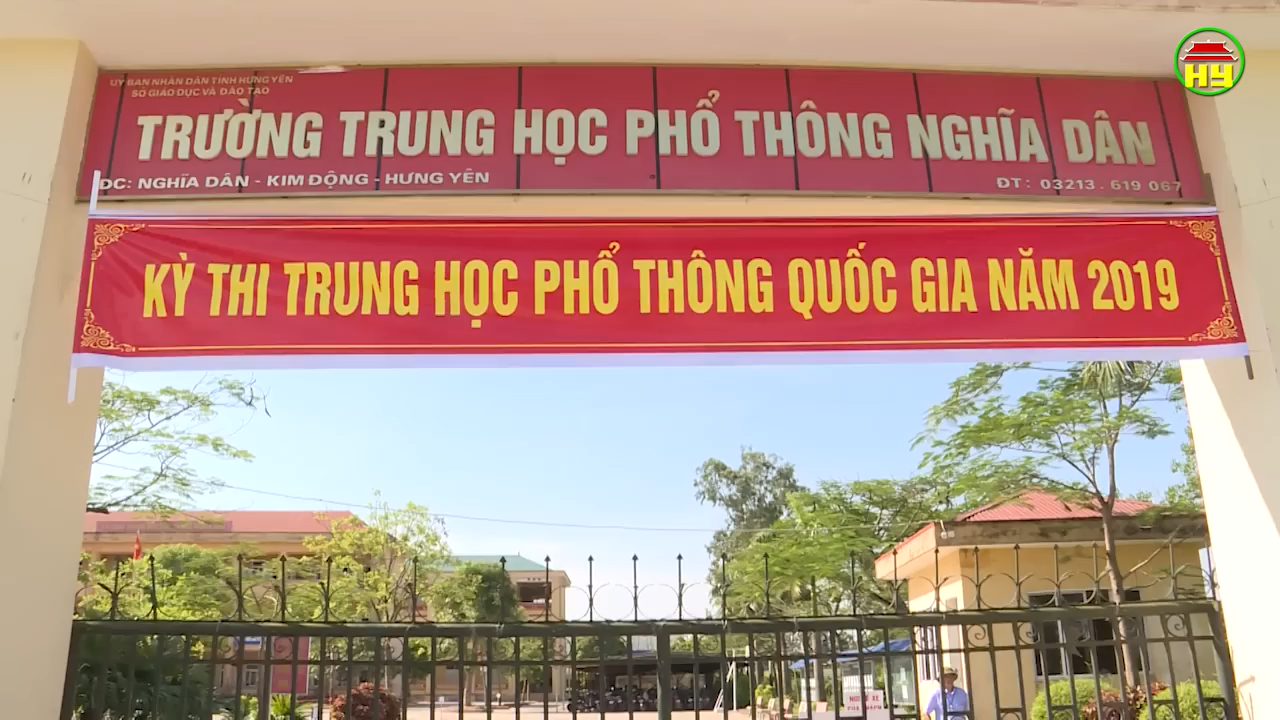 HY
ỦY BAN NHÂN DÂN TỈNH HƯNG YÊN
SỞ GIÁO DỤC VÀ ĐÀO TẠO
TRƯỜNG TRUNG HỌC PHỔ THÔNG NGHĨA DÂN
ĐC: NGHĨA DÂN - KIM ĐỘNG - HƯNG YÊN
ĐT: 03213.619 067
KỲ THI TRUNG HỌC PHỔ THÔNG QUỐC GIA NĂM 2019